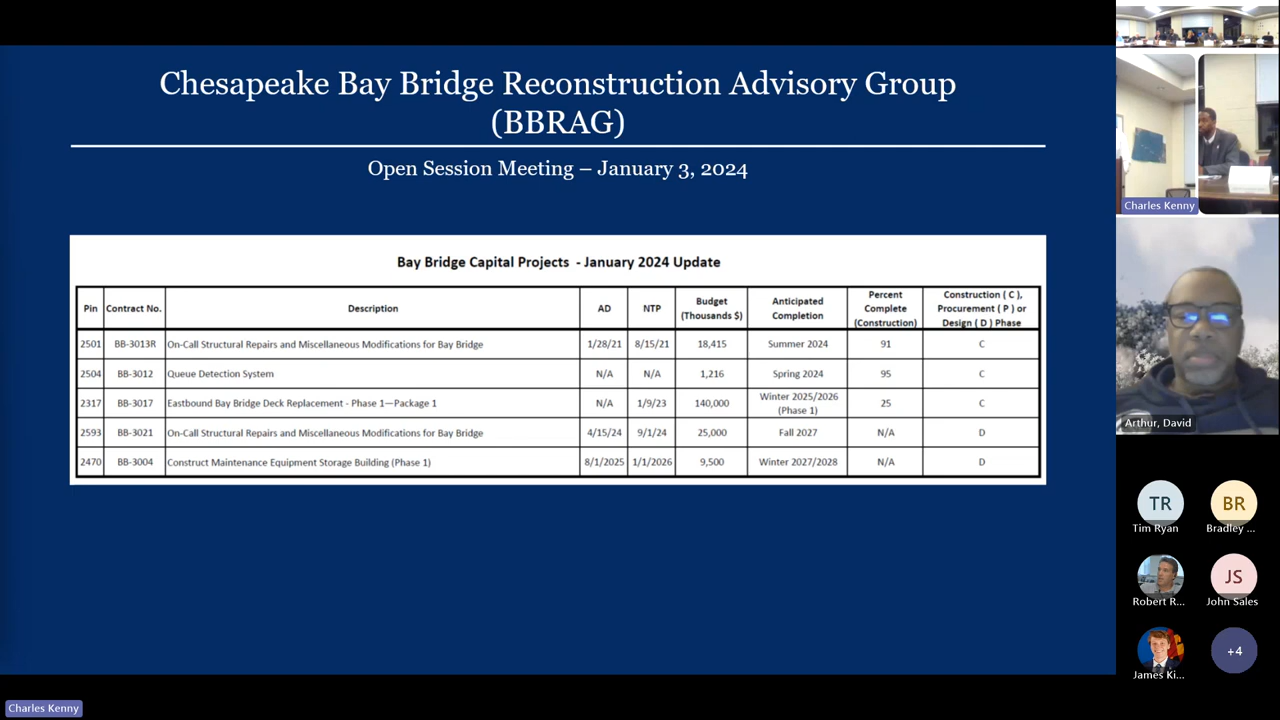 Chesapeake Bay Bridge Reconstruction Advisory Group
(BBRAG)
Open Session Meeting – January 3, 2024
Bay Bridge Capital Projects - January 2024 Update
Pin Contract No. Description AD NTP Budget (Thousands $) Anticipated Completion Percent Complete (Construction) Construction ( C ), Procurement ( P ) or Design ( D ) Phase
2501 BB-3013R On-Call Structural Repairs and Miscellaneous Modifications for Bay Bridge 1/28/21 8/15/21 18,415 Summer 2024 91 C
2504 BB-3012 Queue Detection System N/A N/A 1,216 Spring 2024 95 C
2317 BB-3017 Eastbound Bay Bridge Deck Replacement - Phase 1—Package 1 N/A 1/9/23 140,000 Winter 2025/2026 (Phase 1) 25 C
2593 BB-3021 On-Call Structural Repairs and Miscellaneous Modifications for Bay Bridge 4/15/24 9/1/24 25,000 Fall 2027 N/A D
2470 BB-3004 Construct Maintenance Equipment Storage Building (Phase 1) 8/1/2025 1/1/2026 9,500 Winter 2027/2028 N/A D
Charles Kenny
Arthur, David
TR BR
Tim Ryan Bradley ...
JS
Robert R... John Sales
+4
James Ki...
Charles Kenny